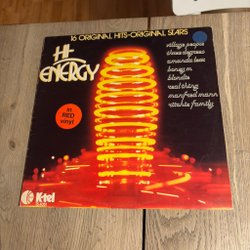 16 ORIGINAL HITS-ORIGINAL STARS
HI
ENERGY
village people
three degrees
amanda lear
boney m.
blondie
real thing
manfred mann
ritchie family
in
RED
vinyl
K-tel